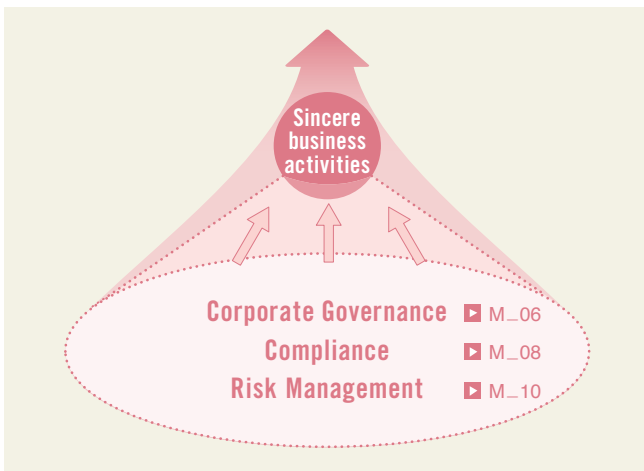 Sincere
business
activities
Corporate Governance ▶ M_06
Compliance ▶ M_08
Risk Management ▶ M_10